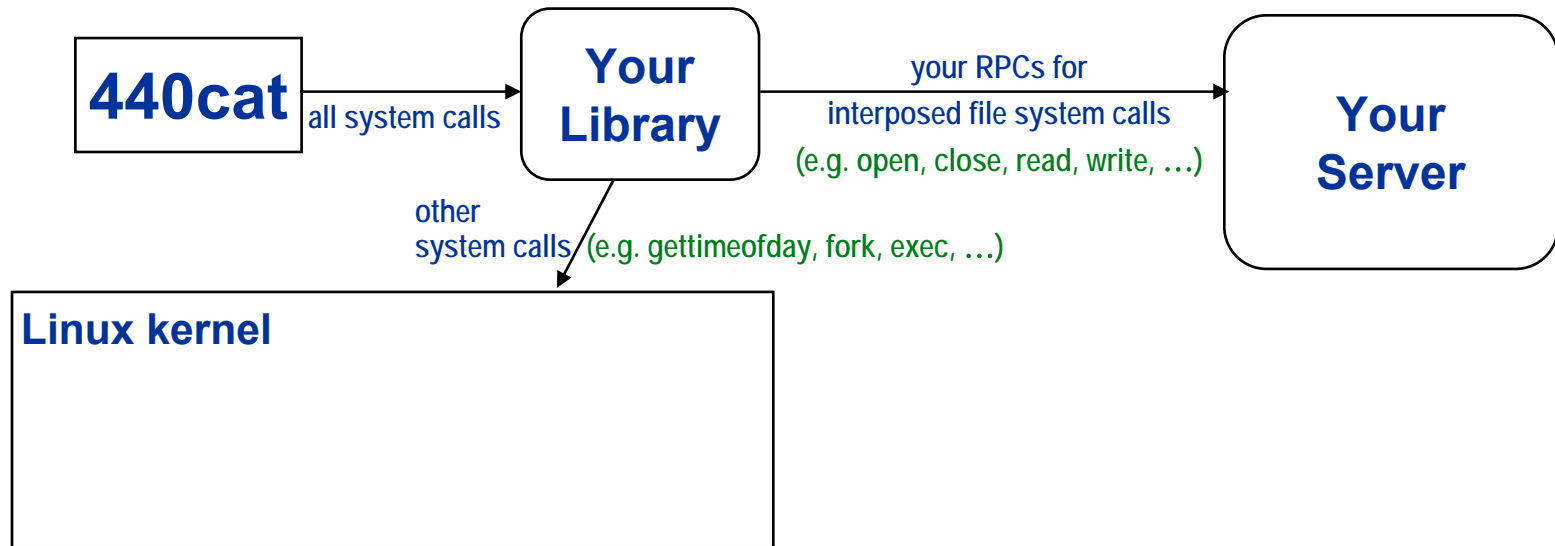 440cat
all system calls
Your
Library
your RPCs for
interposed file system calls
(e.g. open, close, read, write, …)
Your
Server
other
system calls (e.g. gettimeofday, fork, exec, …)
Linux kernel